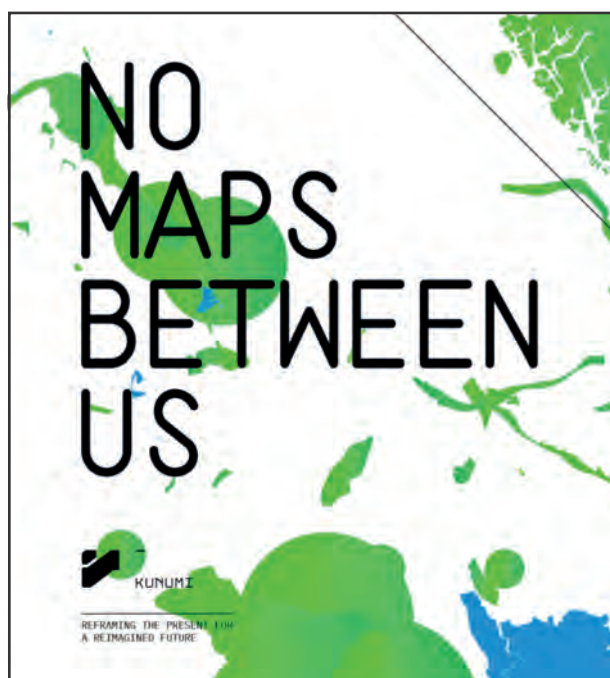 NO
MAPS
BETWEEN
US
KUNUMI
REFRAMING THE PRESENT FOR
A REIMAGINED FUTURE